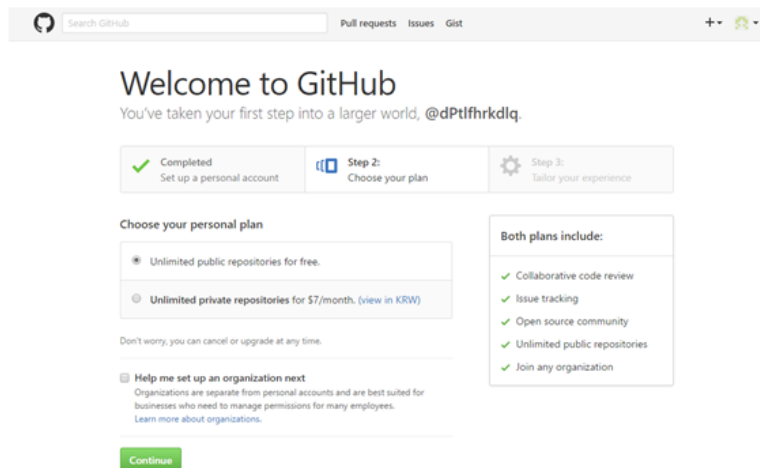 Search GitHub
Pull requests Issues Gist
Welcome to GitHub
You've taken your first step into a larger world, @dPtlfhrkdlq.
Completed
Set up a personal account
Step 2:
Choose your plan
Step 3:
Tailor your experience
Choose your personal plan
Unlimited public repositories for free.
Unlimited private repositories for $7/month. (view in KRW)
Don't worry, you can cancel or upgrade at any time.
Help me set up an organization next
Organizations are separate from personal accounts and are best suited for
businesses who need to manage permissions for many employees.
Learn more about organizations.
Continue
Both plans include:
Collaborative code review
Issue tracking
Open source community
Unlimited public repositories
Join any organization